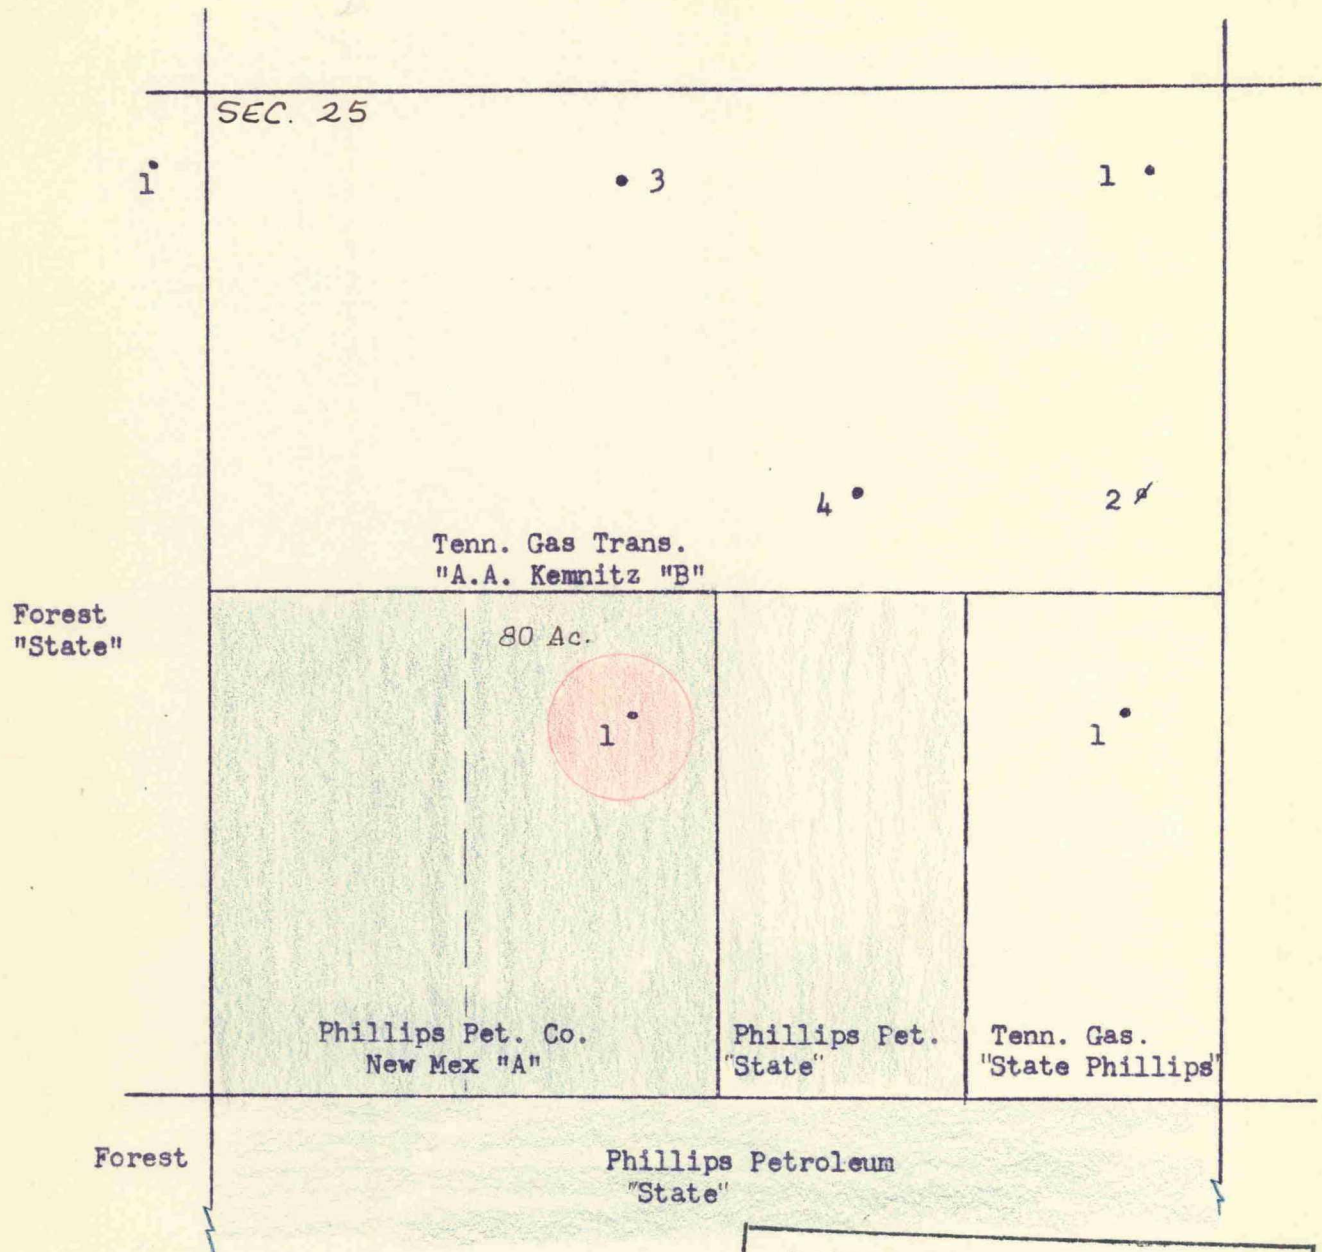 SEC. 25
1
3
1
4
2
Tenn. Gas Trans.
"A.A. Kemnitz "B"
Forest
"State"
80 Ac.
1
1
Phillips Pet. Co.
New Mex "A"
Phillips Pet.
"State"
Tenn. Gas.
"State Phillips"
Forest
Phillips Petroleum
"State"